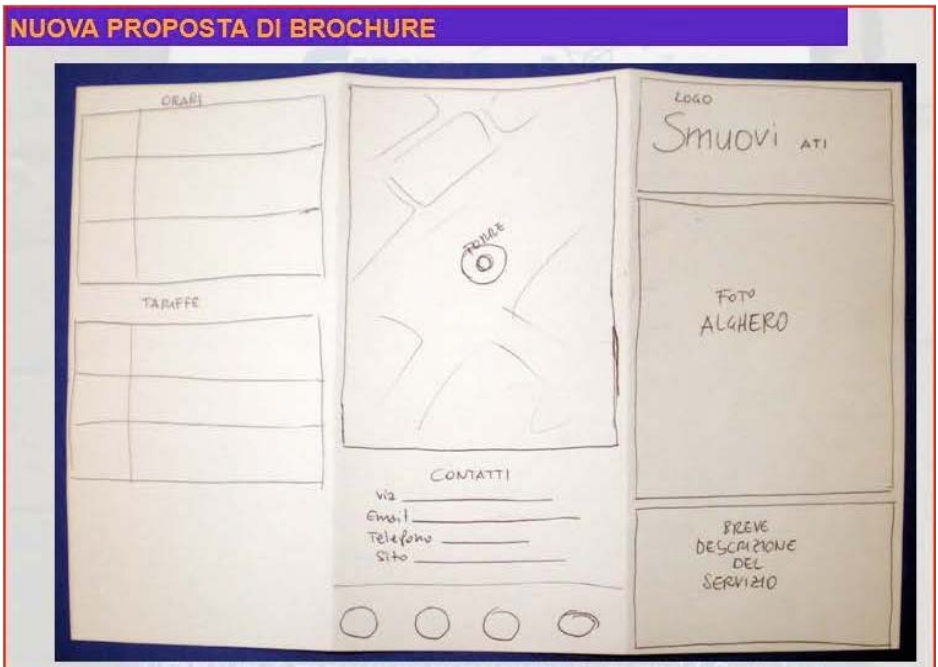 NUOVA PROPOSTA DI BROCHURE
ORARI
TARIFFE
TORRE
CONTATTI
Via
Email
Telefono
Sito
LOGO
Smuovi ATI
FOTO
ALGHERO
BREVE
DESCRIZIONE
DEL
SERVIZIO